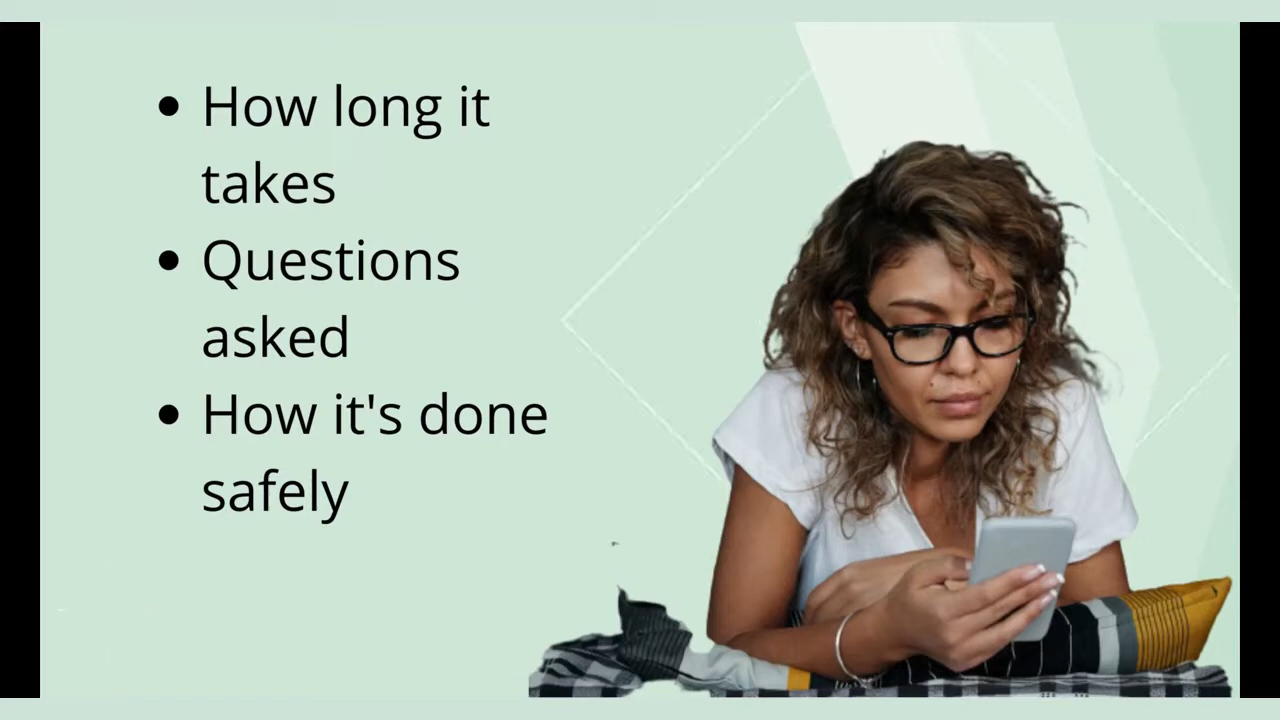 How long it
takes
Questions
asked
How it's done
safely